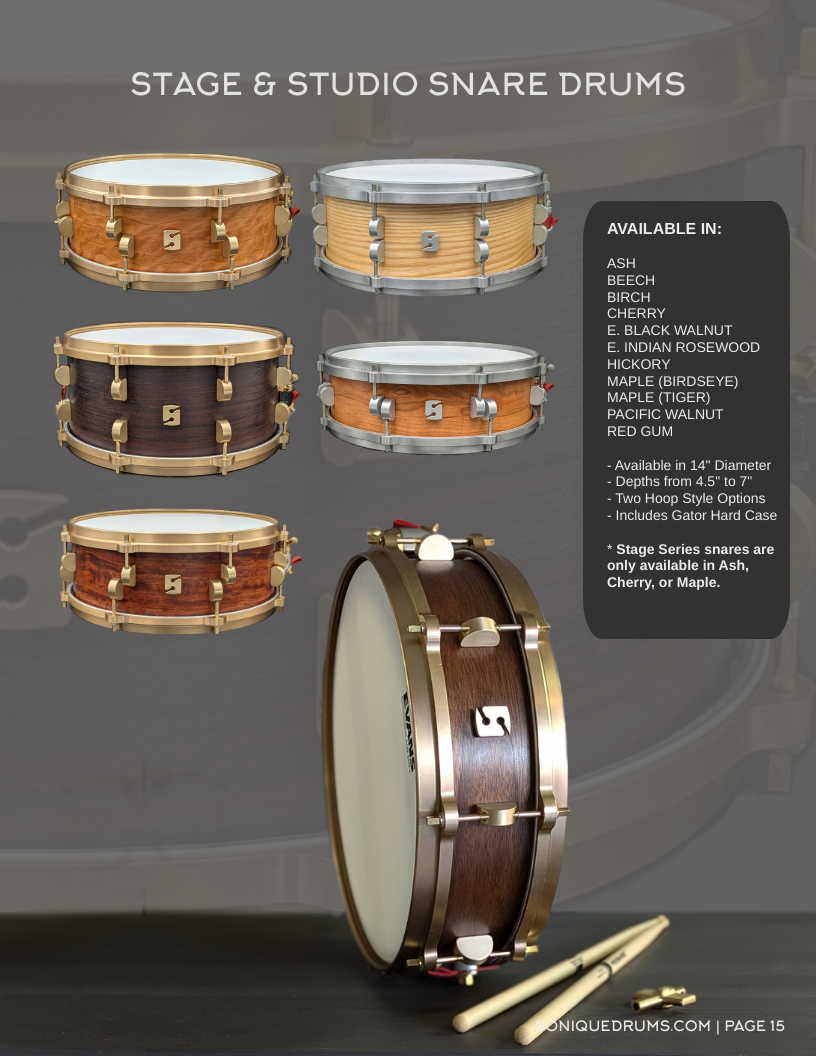 STAGE & STUDIO SNARE DRUMS
AVAILABLE IN:
ASH
BEECH
BIRCH
CHERRY
E. BLACK WALNUT
E. INDIAN ROSEWOOD
HICKORY
MAPLE (BIRDSEYE)
MAPLE (TIGER)
PACIFIC WALNUT
RED GUM
- Available in 14" Diameter
- Depths from 4.5" to 7"
- Two Hoop Style Options
- Includes Gator Hard Case
* Stage Series snares are
only available in Ash,
Cherry, or Maple.
EVANS
SONIQUEDRUMS.COM | PAGE 15